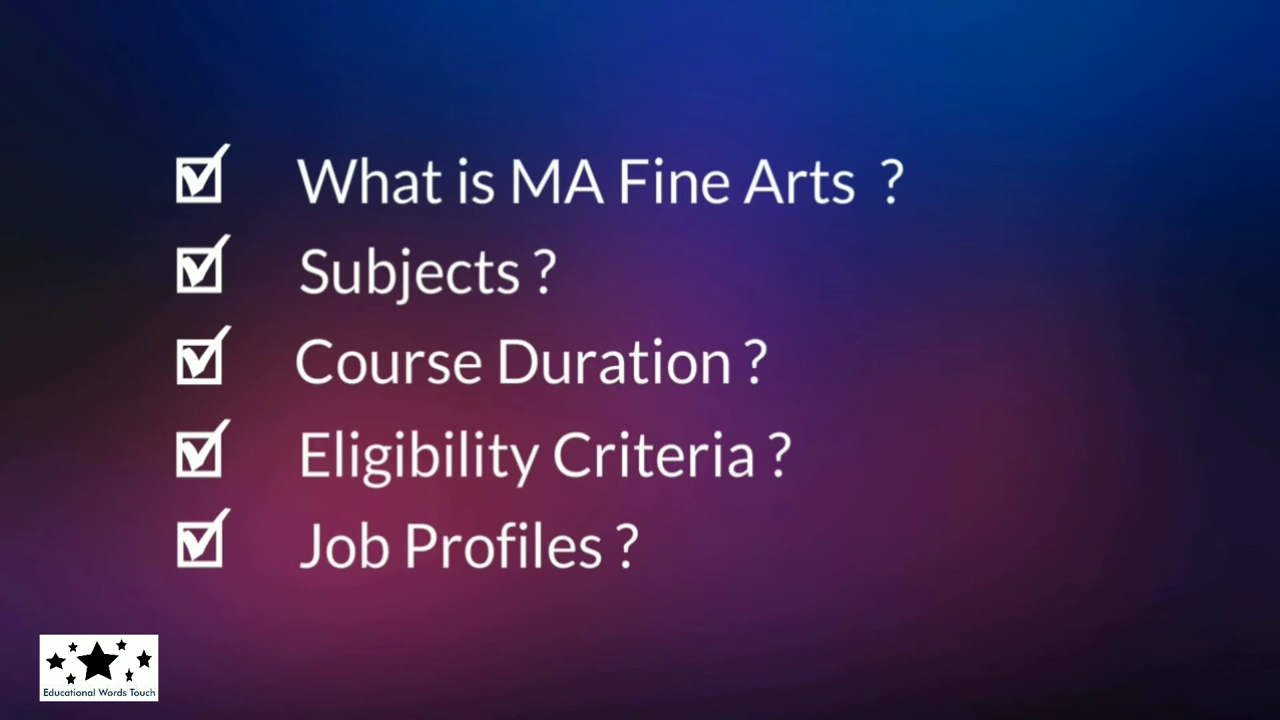 What is MA Fine Arts ?
Subjects ?
Course Duration ?
Eligibility Criteria ?
Job Profiles ?
Educational Words Touch